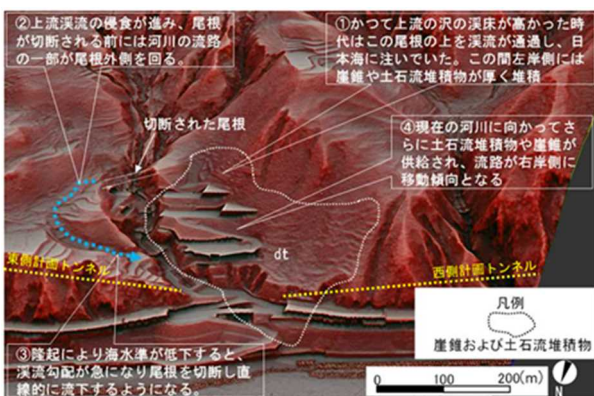 ②上流渓流の侵食が進み、尾根
が切断される前には河川の流路
の一部が尾根外側を回る。
①かつて上流の沢の渓床が高かった時
代はこの尾根の上を渓流が通過し、日
本海に注いでいた。この間左岸側には
崖錐や土石流堆積物が厚く堆積
切断された尾根
④現在の河川に向かってさ
らに土石流堆積物や崖錐が
供給され、流路が右岸側に
移動傾向となる
dt
東側計画トンネル
西側計画トンネル
凡例
崖錐および土石流堆積物
③隆起により海水準が低下すると、
渓流勾配が急になり尾根を切断し直
線的に流下するようになる。
0 100 200(m)
N